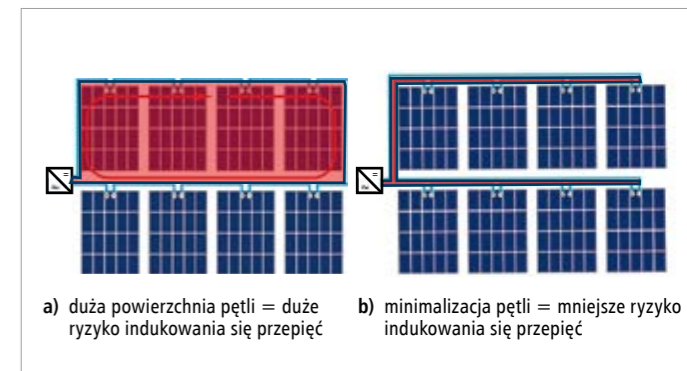 a) duża powierzchnia pętli = duże
ryzyko indukowania się przepięć
b) minimalizacja pętli = mniejsze ryzyko
indukowania się przepięć